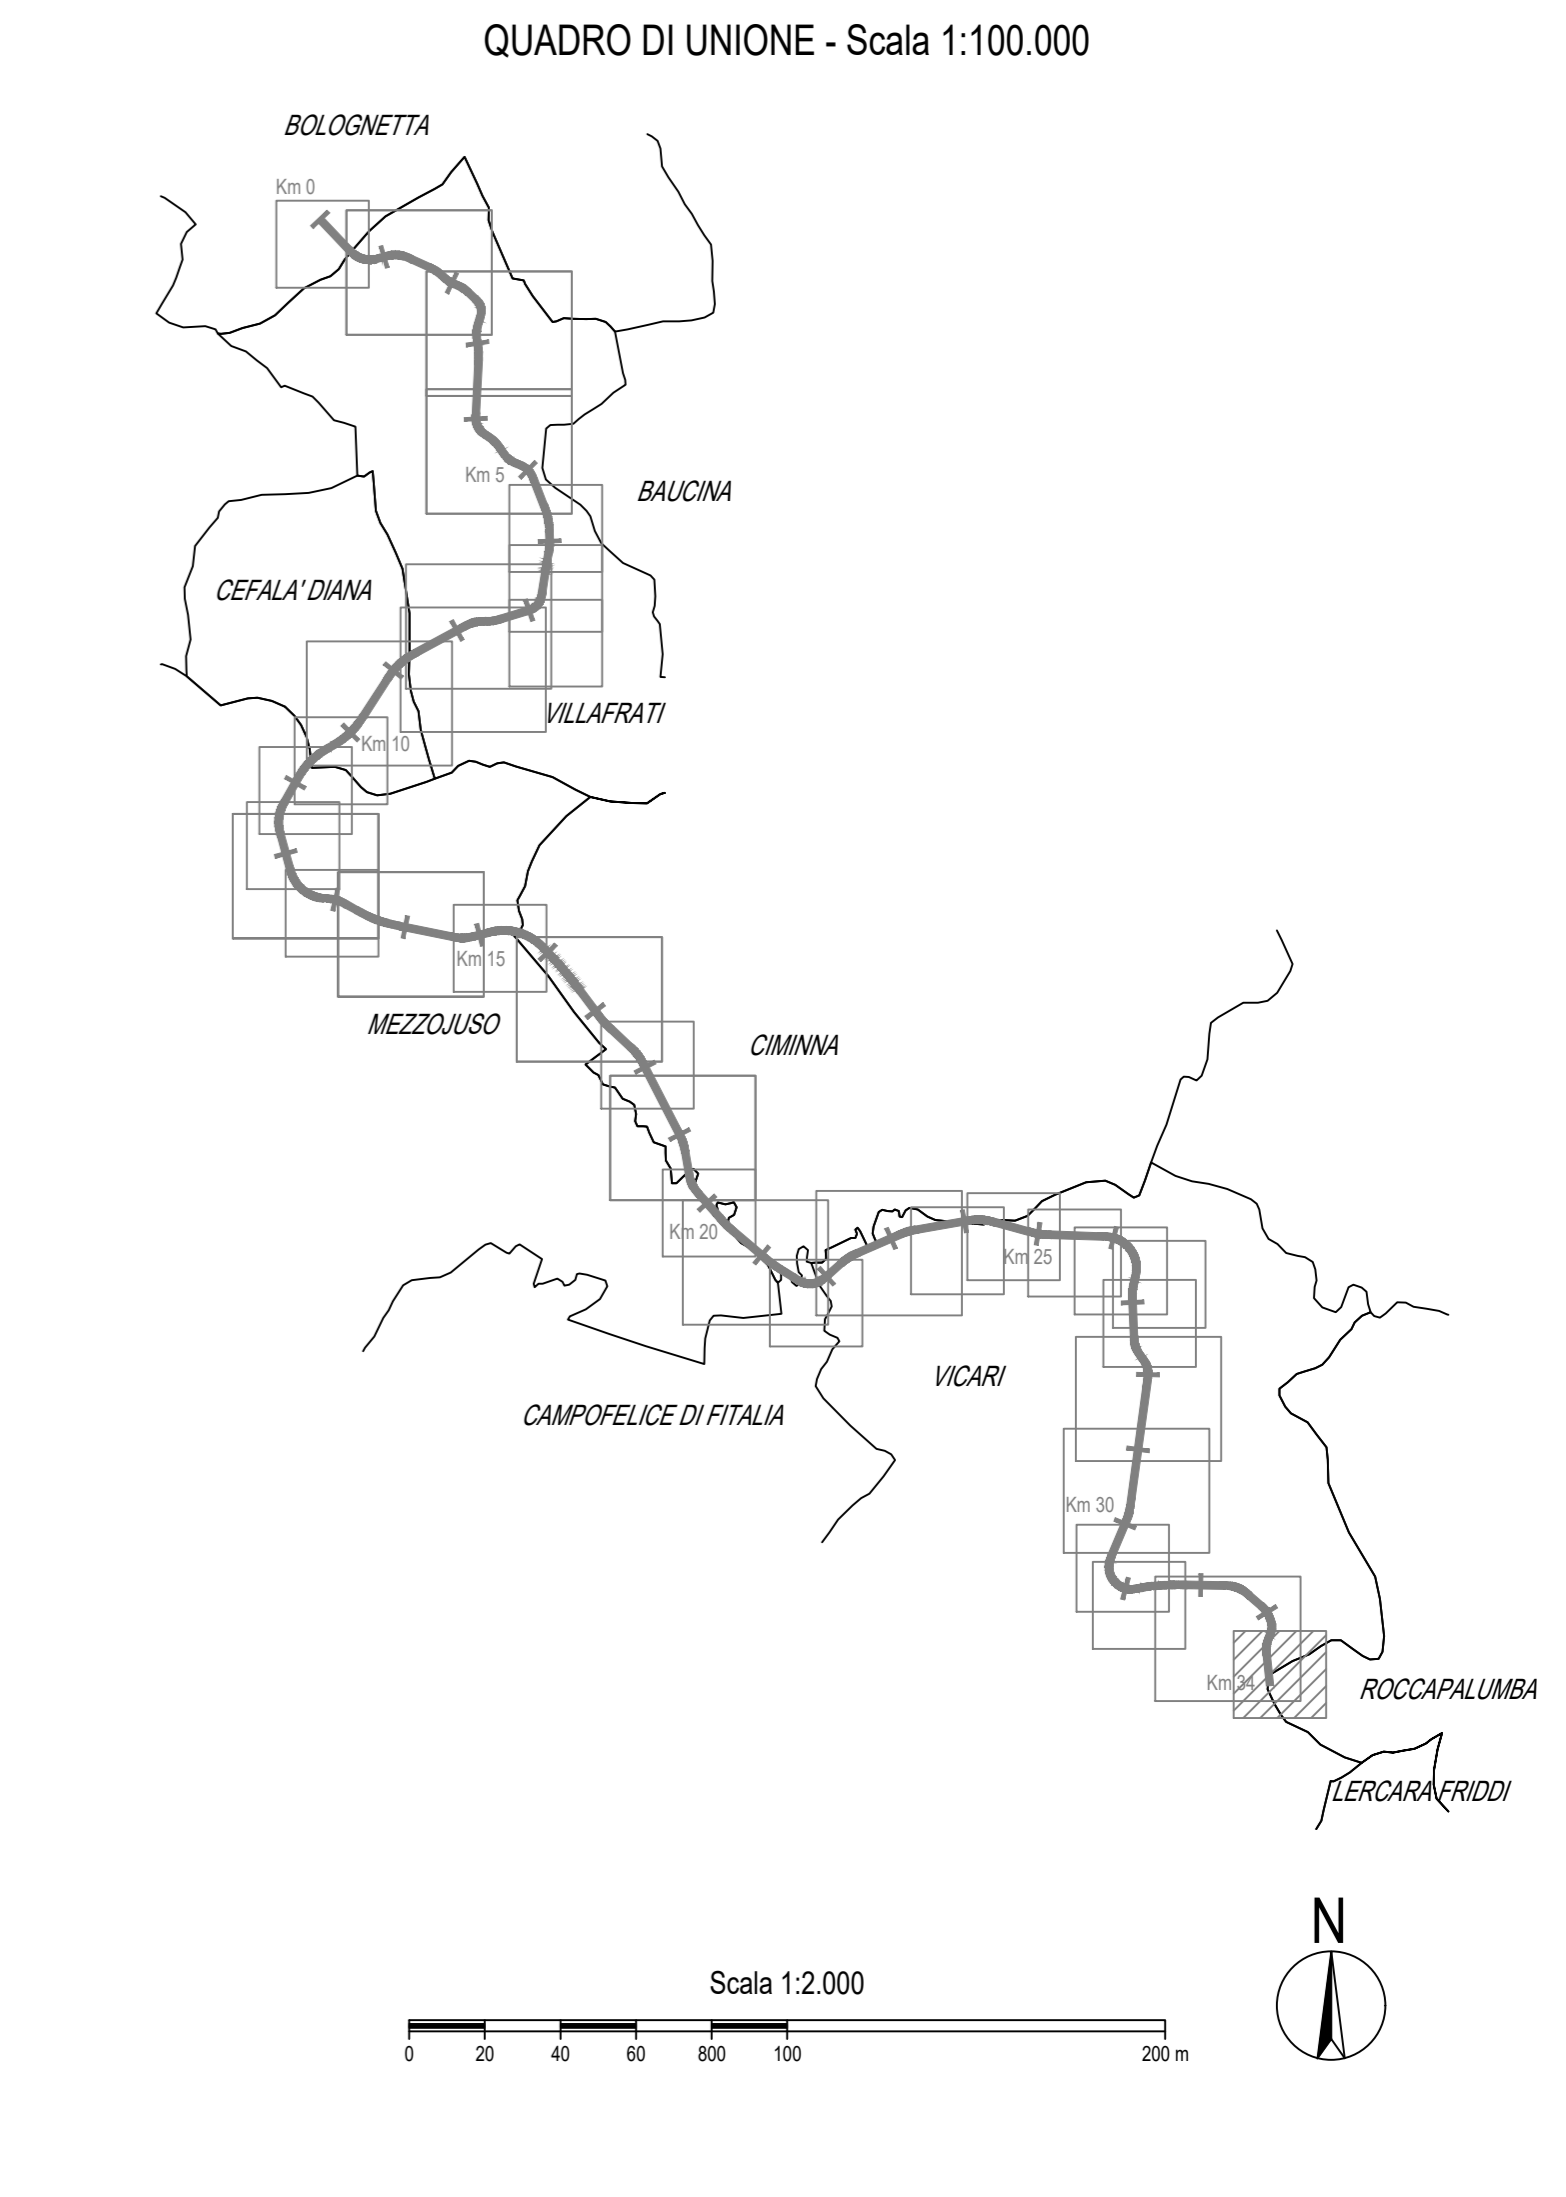 QUADRO DI UNIONE - Scala 1:100.000
BOLOGNETTA
Km 0
Km 5
BAUCINA
CEFALA' DIANA
VILLAFRATI
Km 10
Km 15
MEZZOJUSO
CIMINNA
Km 20
Km 25
VICARI
CAMPOFELICE DI FITALIA
Km 30
Km 34
ROCCAPALUMBA
LERCARA FRIDDI
N
Scala 1:2.000
0 20 40 60 800 100 200 m